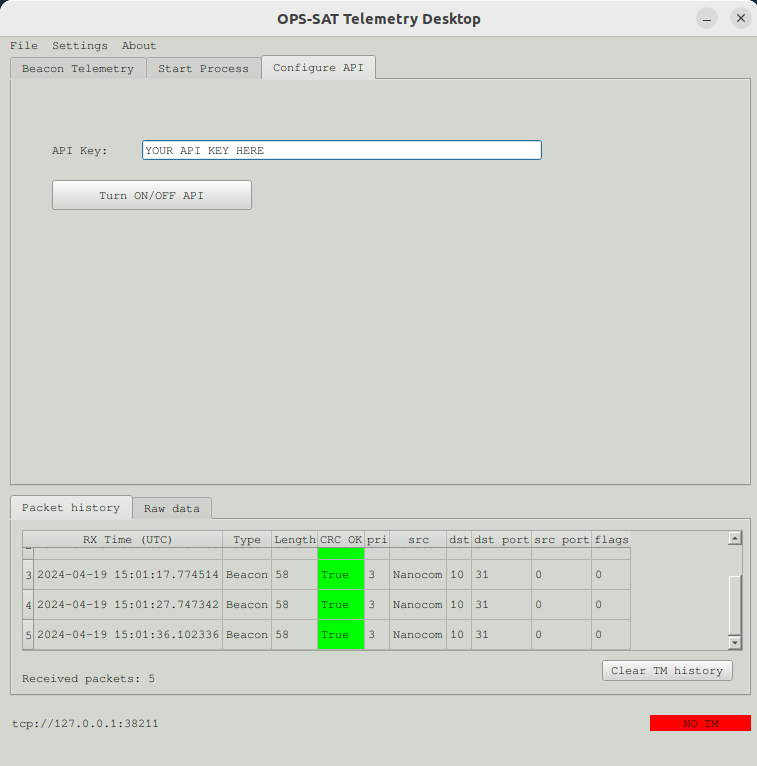 OPS-SAT Telemetry Desktop
File Settings About
Beacon Telemetry Start Process Configure API
API Key: YOUR API KEY HERE
Turn ON/OFF API
Packet history Raw data
RX Time (UTC) Type Length CRC OK pri src dst dst port src port flags
3 2024-04-19 15:01:17.774514 Beacon 58 True 3 Nanocom 10 31 0 0
4 2024-04-19 15:01:27.747342 Beacon 58 True 3 Nanocom 10 31 0 0
5 2024-04-19 15:01:36.102336 Beacon 58 True 3 Nanocom 10 31 0 0
Clear TM history
Received packets: 5
tcp://127.0.0.1:38211 NO TM